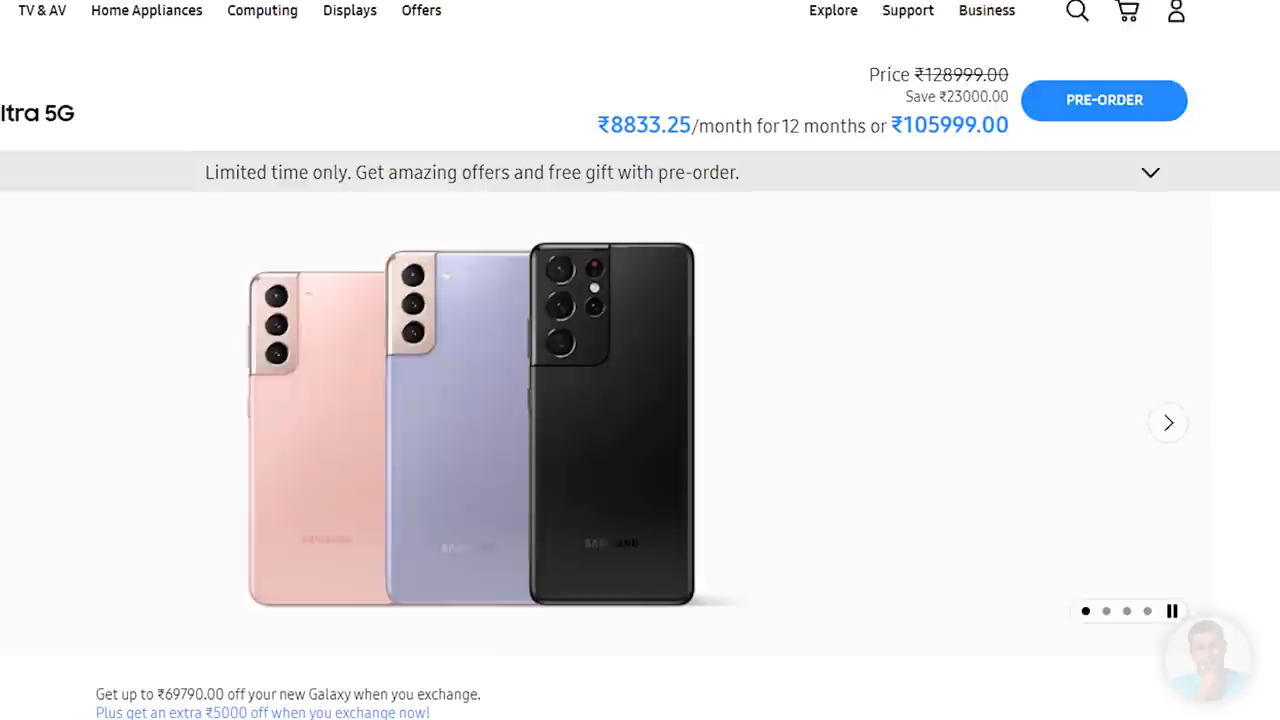 TV & AV Home Appliances Computing Displays Offers Explore Support Business
Price ₹128999.00
Save ₹23000.00
ltra 5G
PRE-ORDER
₹8833.25/month for 12 months or ₹105999.00
Limited time only. Get amazing offers and free gift with pre-order.
SAMSUNG
SAMSUNG
SAMSUNG
Get up to ₹69790.00 off your new Galaxy when you exchange.
Plus get an extra ₹5000 off when you exchange now!